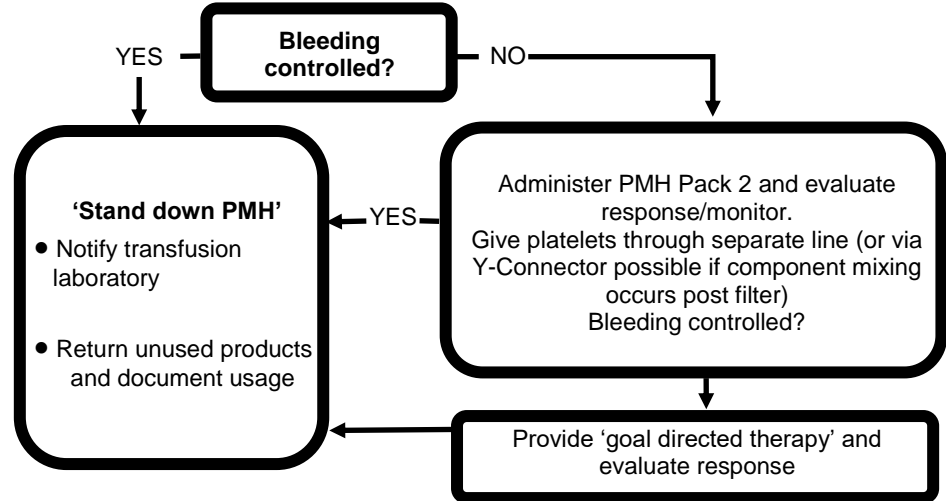 Bleeding
controlled?
YES
NO
‘Stand down PMH’
● Notify transfusion
laboratory
● Return unused products
and document usage
YES
Administer PMH Pack 2 and evaluate
response/monitor.
Give platelets through separate line (or via
Y-Connector possible if component mixing
occurs post filter)
Bleeding controlled?
Provide ‘goal directed therapy’ and
evaluate response